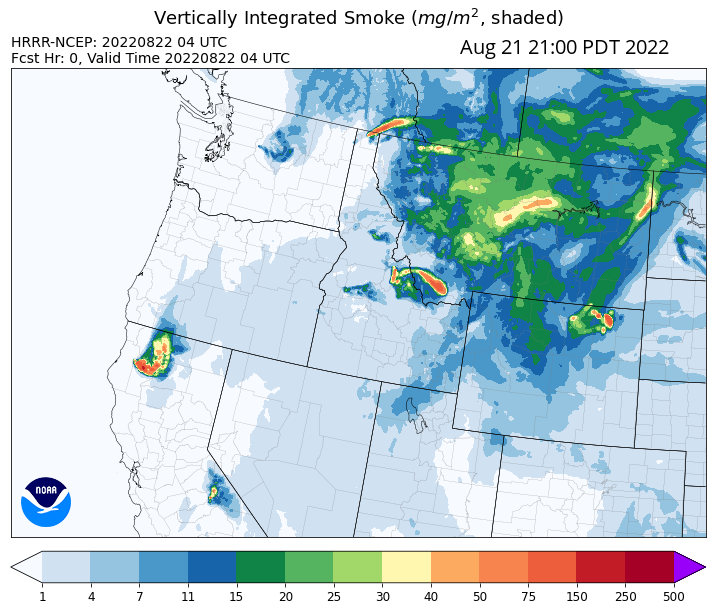 Vertically Integrated Smoke (mg/m², shaded)
HRRR-NCEP: 20220822 04 UTC
Fcst Hr: 0, Valid Time 20220822 04 UTC
Aug 21 21:00 PDT 2022
NOAA
1 4 7 11 15 20 25 30 40 50 75 150 250 500